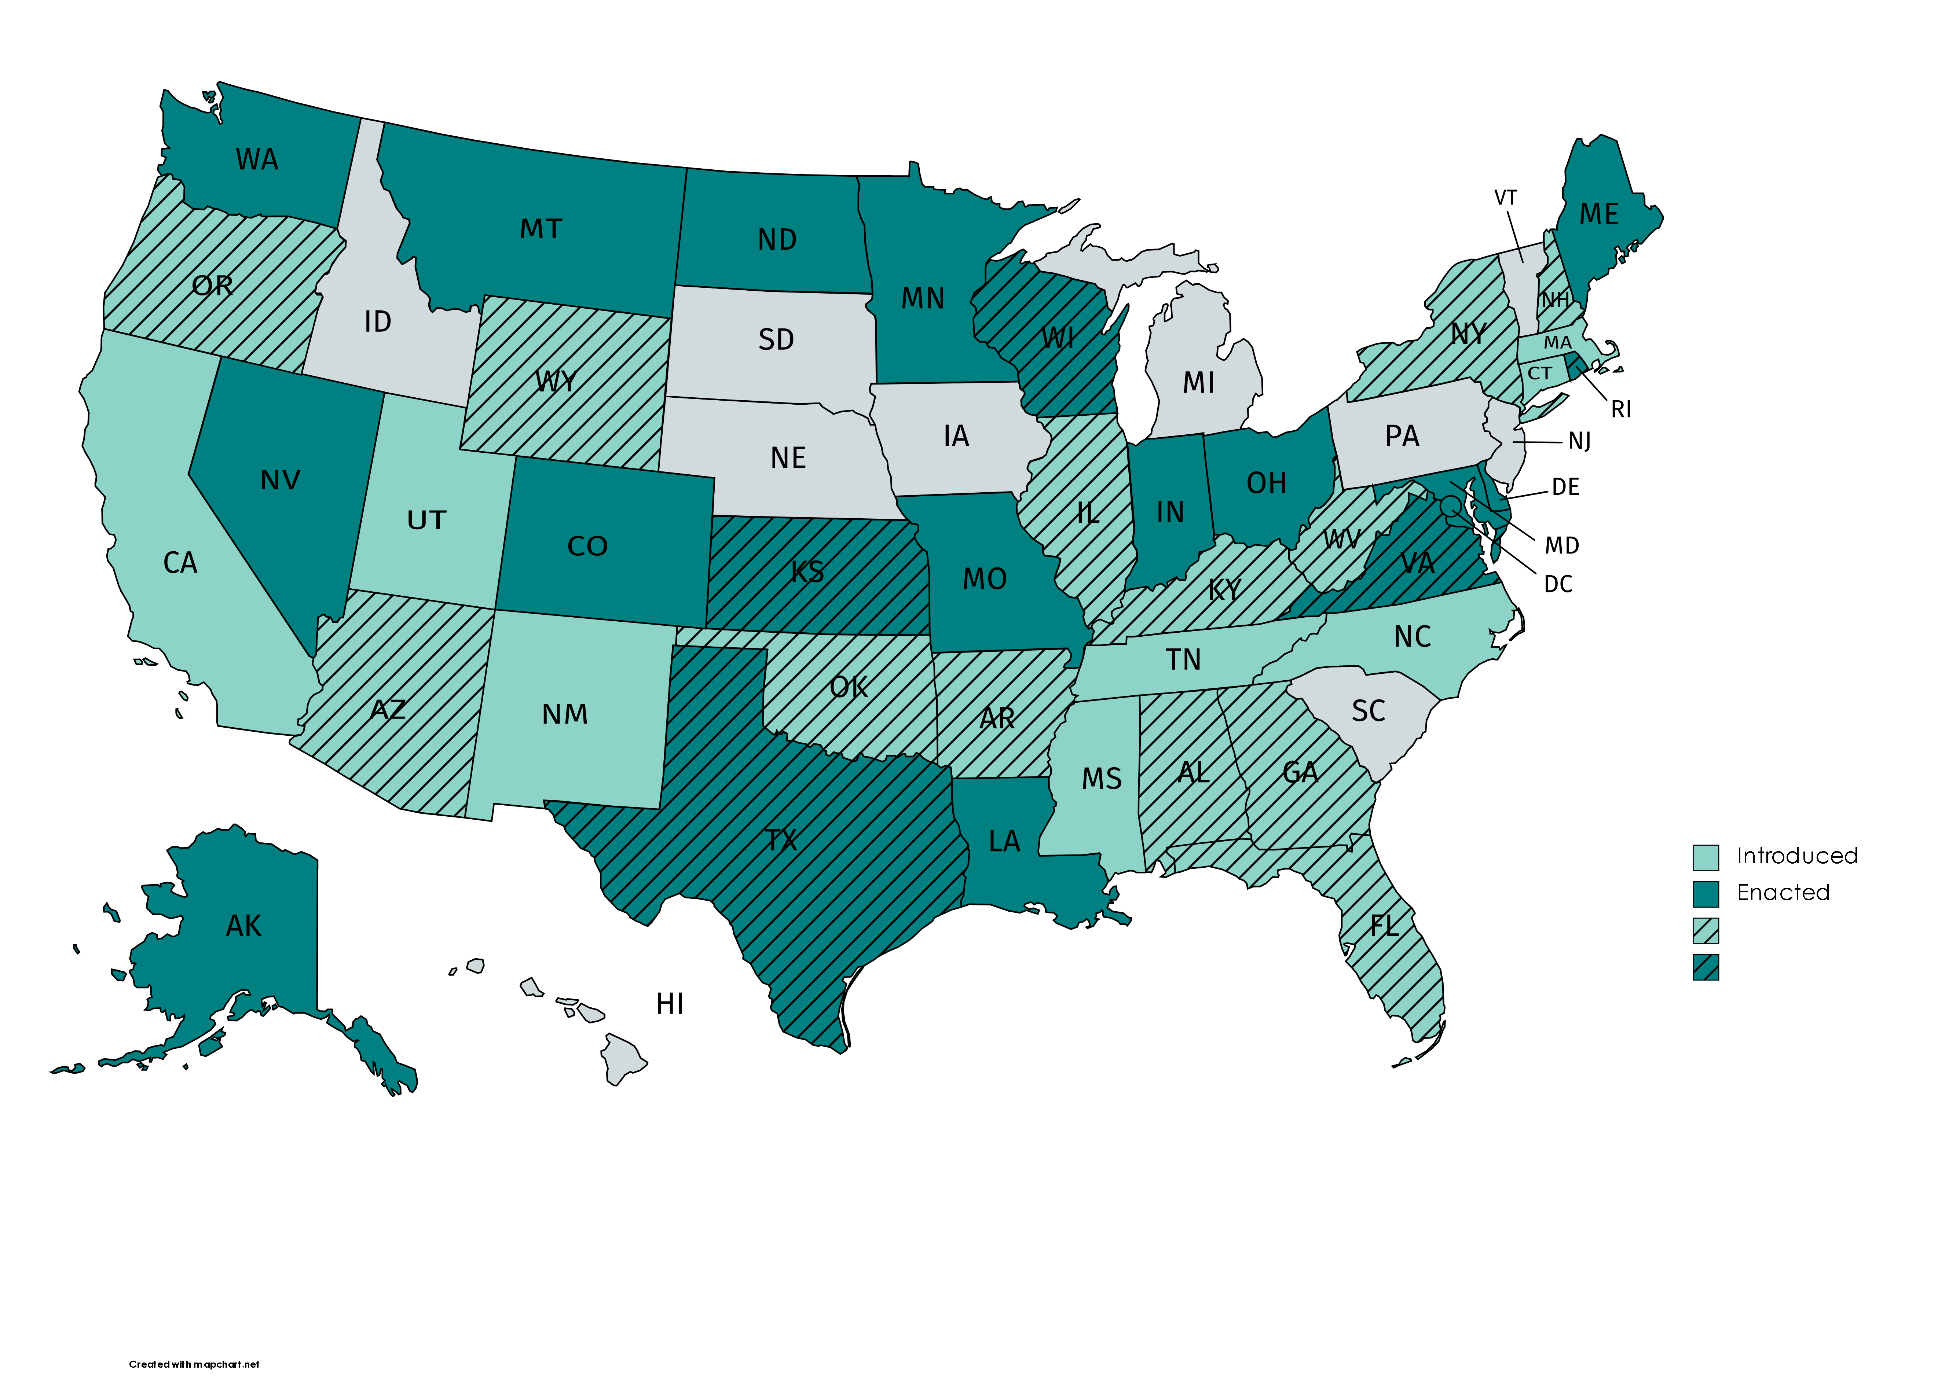 WA
MT
ND
MN
ME
VT
OR
ID
SD
WI
NH
NY
MA
CT
RI
WY
MI
IA
PA
NJ
NE
NV
UT
CO
IL
IN
OH
DE
MD
DC
CA
KS
MO
WV
VA
KY
NC
TN
AZ
NM
OK
AR
SC
MS
AL
GA
TX
LA
FL
AK
HI
Introduced
Enacted
Created with mapchart.net